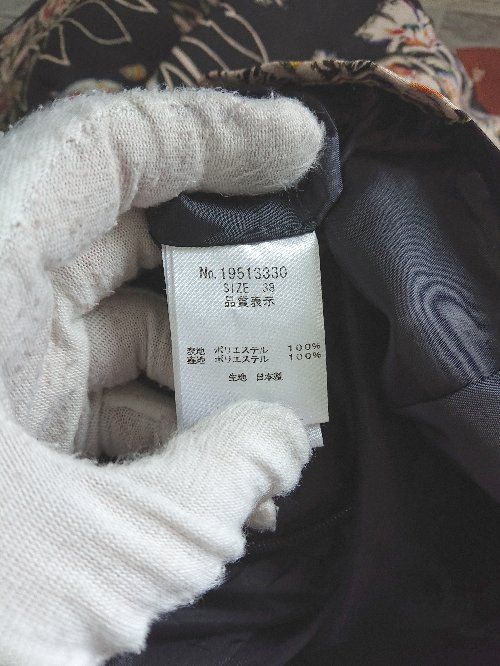 No.19513330
SIZE 38
品質表示
表地 ポリエステル 100%
裏地 ポリエステル 100%
生地 日本製